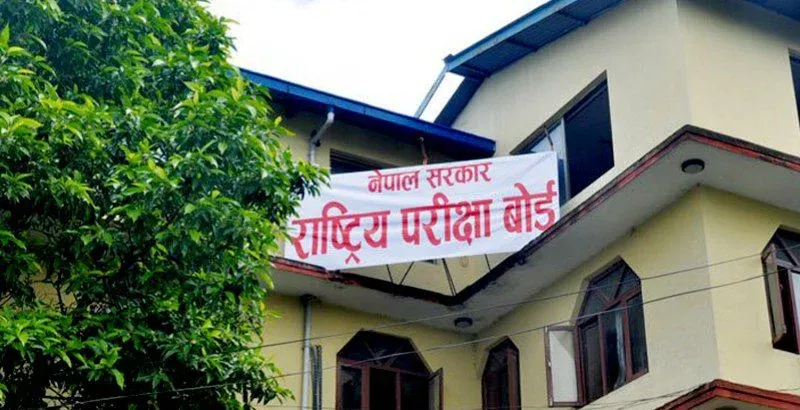 नेपाल सरकार
राष्ट्रिय परीक्षा बोर्ड